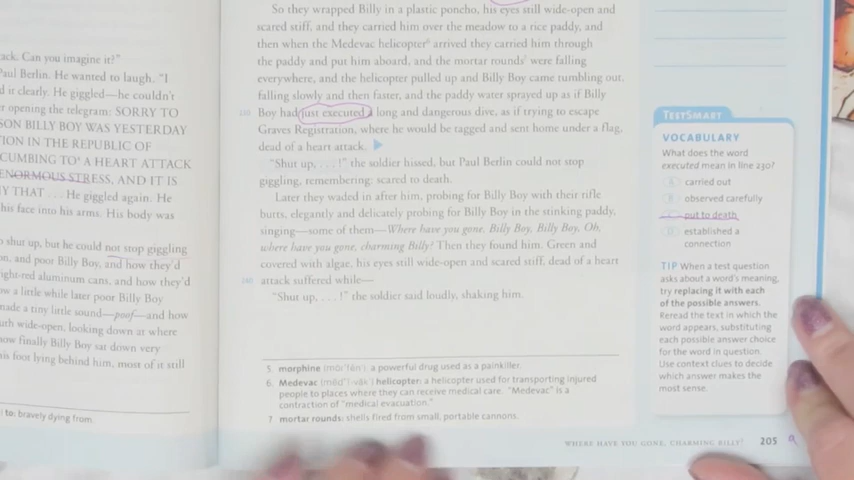 ack. Can you imagine it?"
Paul Berlin. He wanted to laugh. "I
d it clearly. He giggled—he couldn't
r opening the telegram: SORRY TO
SON BILLY BOY WAS YESTERDAY
TION IN THE REPUBLIC OF
CUMBING TO⁴ A HEART ATTACK
ENORMOUS STRESS, AND IT IS
Y THAT . . . He giggled again. He
his face into his arms. His body was
o shut up, but he could not stop giggling
on, and poor Billy Boy, and how they'd
ight-red aluminum cans, and how they'd
ow a little while later poor Billy Boy
made a tiny little sound—poof—and how
uth wide-open, looking down at where
how finally Billy Boy sat down very
his foot lying behind him, most of it still
to: bravely dying from.
So they wrapped Billy in a plastic poncho, his eyes still wide-open and
scared stiff, and they carried him over the meadow to a rice paddy, and
then when the Medevac helicopter⁶ arrived they carried him through
the paddy and put him aboard, and the mortar rounds⁷ were falling
everywhere, and the helicopter pulled up and Billy Boy came tumbling out,
falling slowly and then faster, and the paddy water sprayed up as if Billy
230 Boy had just executed a long and dangerous dive, as if trying to escape
Graves Registration, where he would be tagged and sent home under a flag,
dead of a heart attack.
"Shut up, . . . !" the soldier hissed, but Paul Berlin could not stop
giggling, remembering: scared to death.
Later they waded in after him, probing for Billy Boy with their rifle
butts, elegantly and delicately probing for Billy Boy in the stinking paddy,
singing—some of them—Where have you gone, Billy Boy, Billy Boy, Oh,
where have you gone, charming Billy? Then they found him. Green and
covered with algae, his eyes still wide-open and scared stiff, dead of a heart
240 attack suffered while—
"Shut up, . . . !" the soldier said loudly, shaking him.
5. morphine (môr'fēn'): a powerful drug used as a painkiller.
6. Medevac (mĕd'ĭ-văk') helicopter: a helicopter used for transporting injured
people to places where they can receive medical care. "Medevac" is a
contraction of "medical evacuation."
7 mortar rounds: shells fired from small, portable cannons.
TESTSMART
VOCABULARY
What does the word
executed mean in line 230?
A carried out
B observed carefully
C put to death
D established a
connection
TIP When a test question
asks about a word's meaning,
try replacing it with each
of the possible answers.
Reread the text in which the
word appears, substituting
each possible answer choice
for the word in question.
Use context clues to decide
which answer makes the
most sense.
WHERE HAVE YOU GONE, CHARMING BILLY? 205